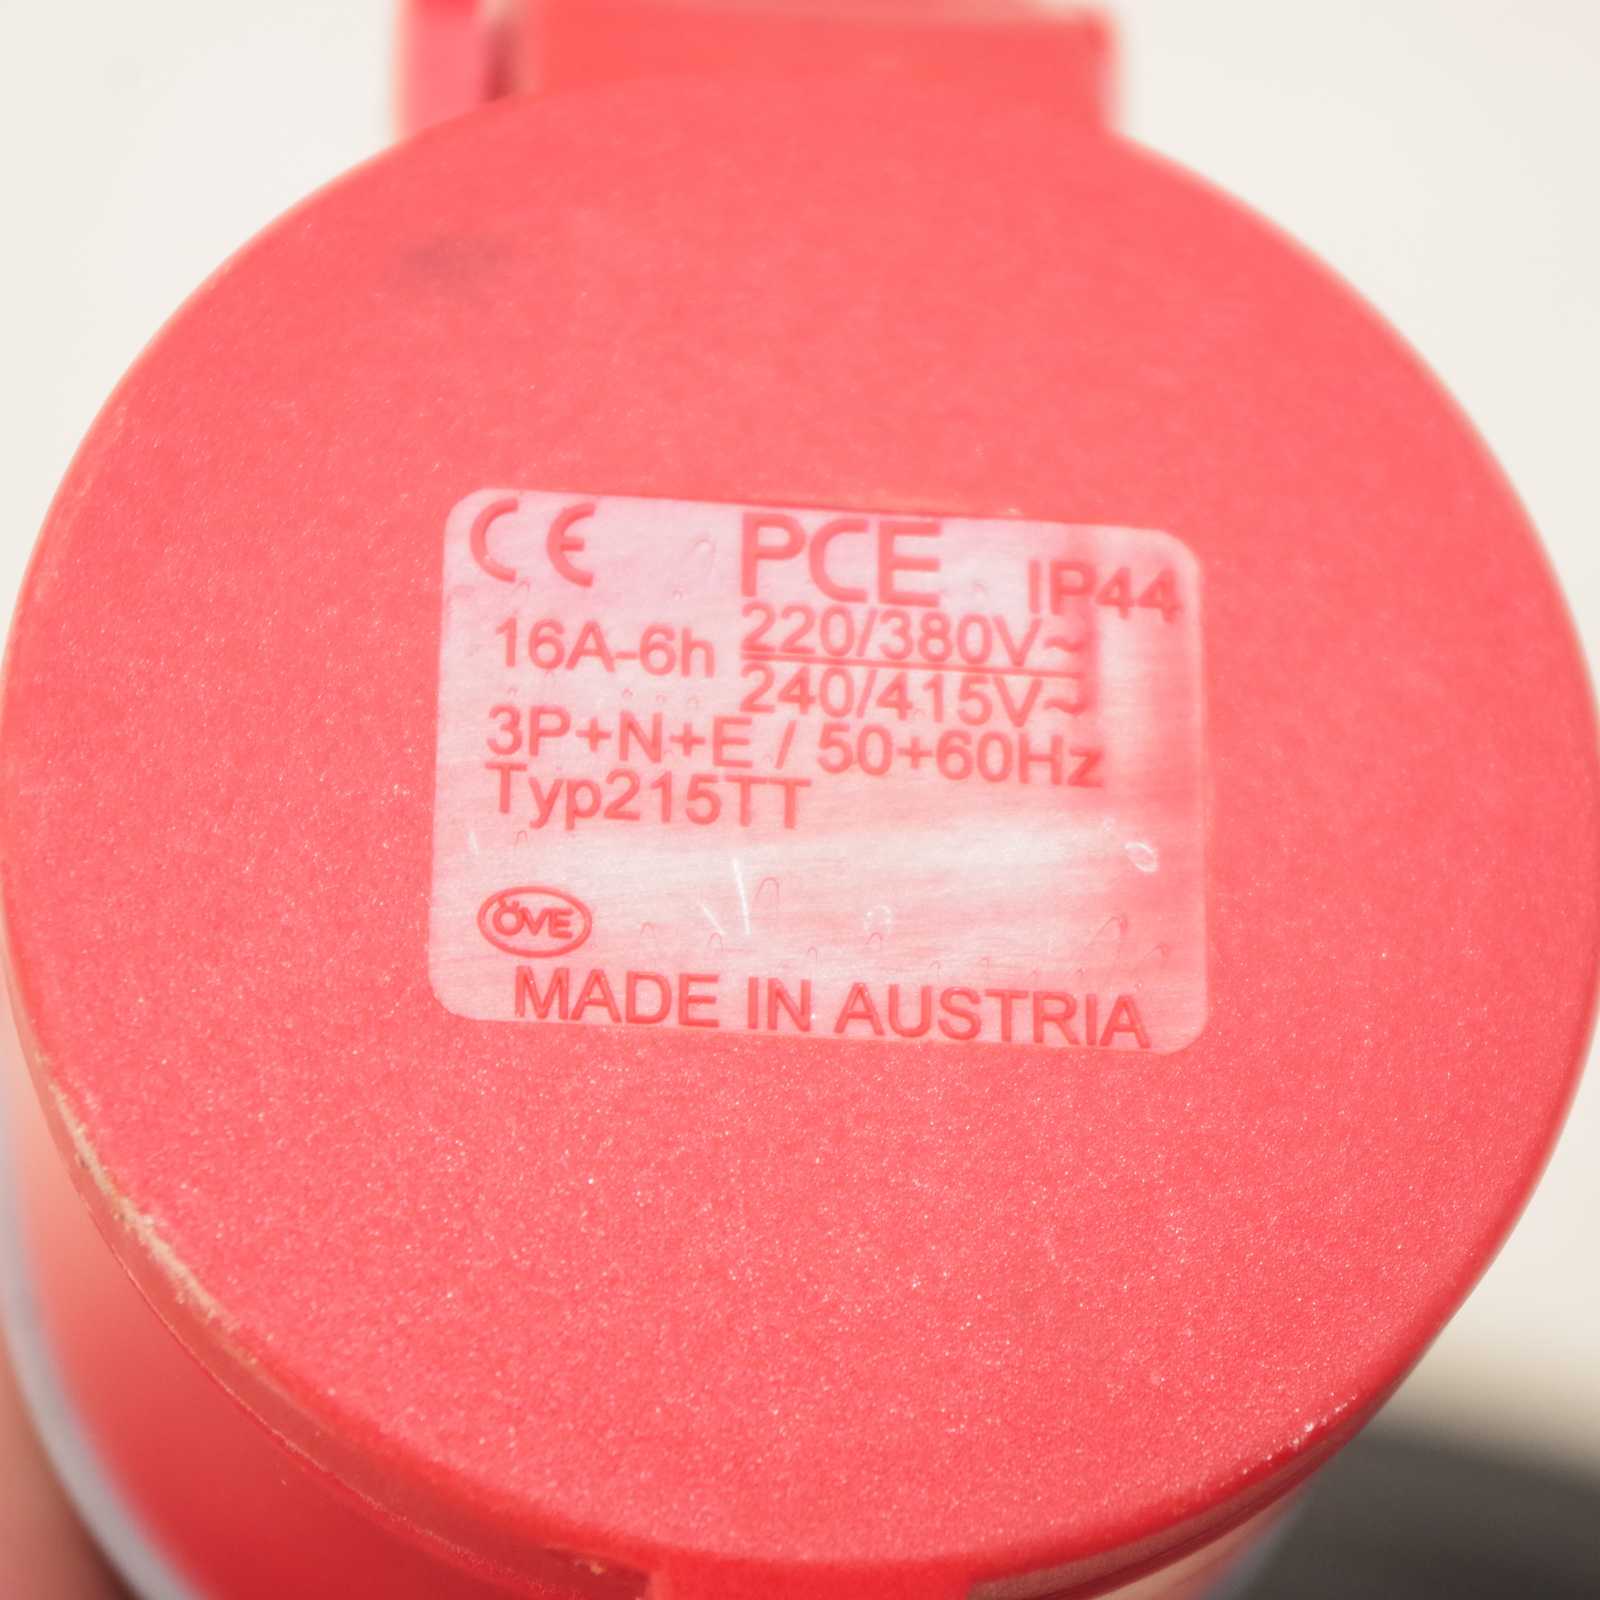 CE PCE IP44
16A-6h 220/380V~
240/415V~
3P+N+E / 50+60Hz
Typ215TT
ÖVE
MADE IN AUSTRIA